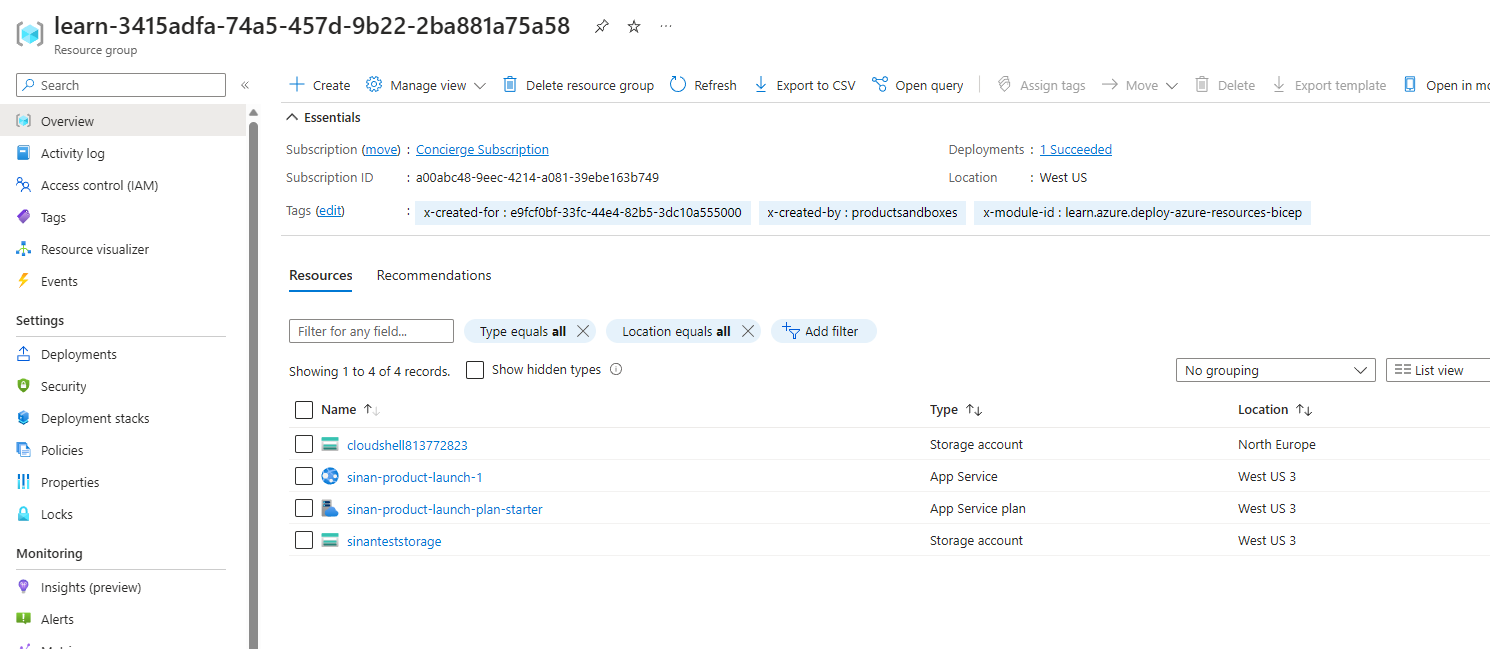 learn-3415adfa-74a5-457d-9b22-2ba881a75a58
Resource group
Search
Create Manage view Delete resource group Refresh Export to CSV Open query Assign tags Move Delete Export template Open in mo
Overview
Activity log
Access control (IAM)
Tags
Resource visualizer
Events
Settings
Deployments
Security
Deployment stacks
Policies
Properties
Locks
Monitoring
Insights (preview)
Alerts
Essentials
Subscription (move) : Concierge Subscription
Deployments : 1 Succeeded
Subscription ID : a00abc48-9eec-4214-a081-39ebe163b749
Location : West US
Tags (edit) : x-created-for : e9fcf0bf-33fc-44e4-82b5-3dc10a555000 x-created-by : productsandboxes x-module-id : learn.azure.deploy-azure-resources-bicep
Resources Recommendations
Filter for any field... Type equals all Location equals all Add filter
Showing 1 to 4 of 4 records. Show hidden types No grouping List view
Name Type Location
cloudshell813772823 Storage account North Europe
sinan-product-launch-1 App Service West US 3
sinan-product-launch-plan-starter App Service plan West US 3
sinanteststorage Storage account West US 3